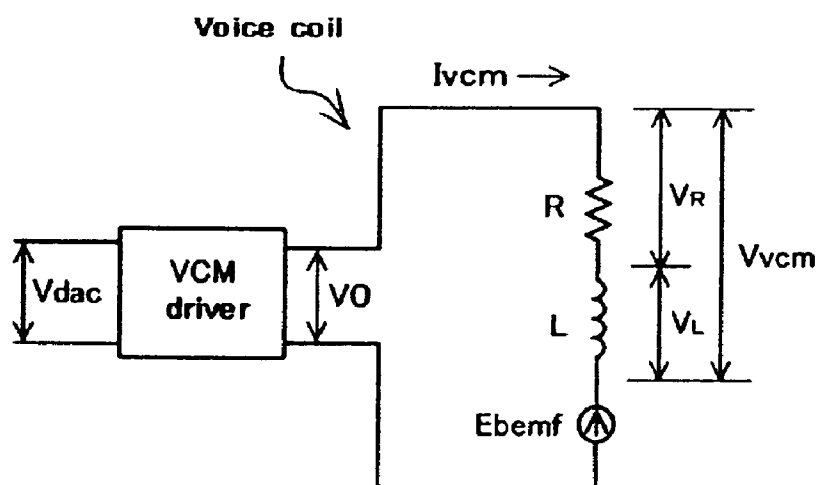 Voice coil
Ivcm
R
VR
Vvcm
VCM
driver
Vdac
VO
L
VL
Ebemf